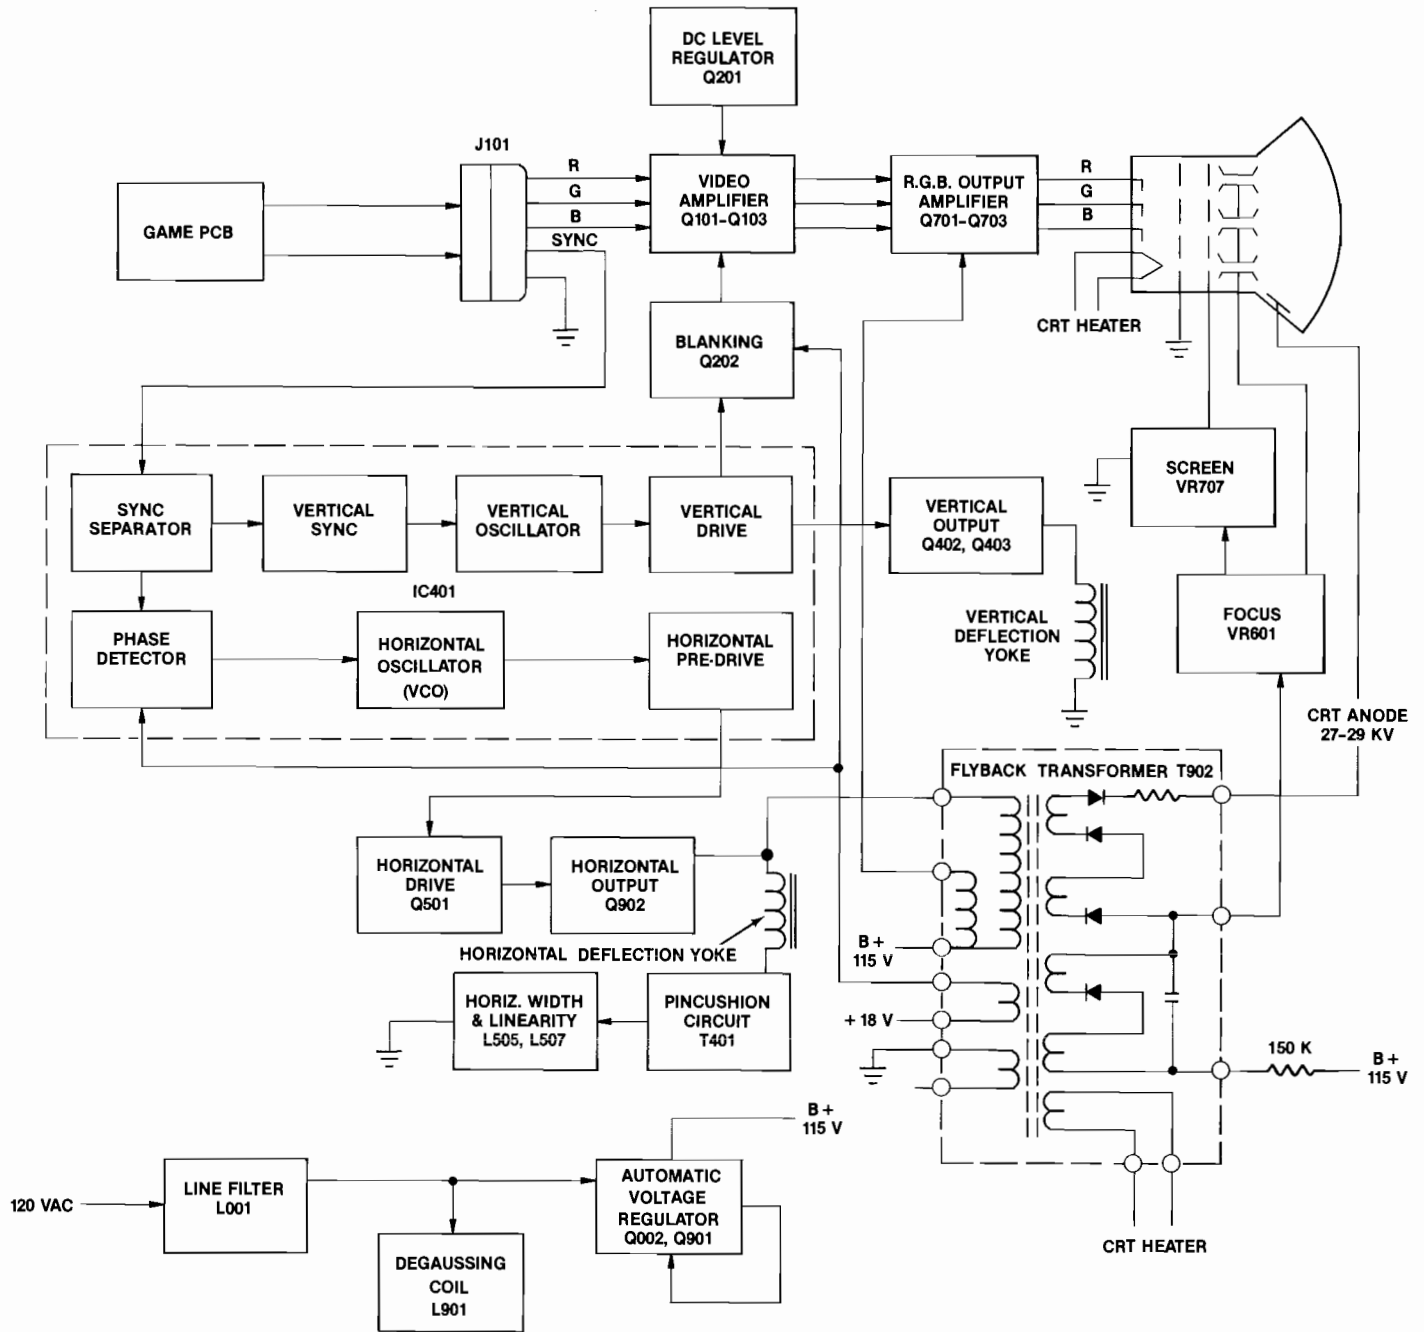 DC LEVEL
REGULATOR
Q201
J101
GAME PCB
R
G
B
SYNC
VIDEO
AMPLIFIER
Q101-Q103
R.G.B. OUTPUT
AMPLIFIER
Q701-Q703
R
G
B
CRT HEATER
BLANKING
Q202
SCREEN
VR707
SYNC
SEPARATOR
VERTICAL
SYNC
VERTICAL
OSCILLATOR
VERTICAL
DRIVE
VERTICAL
OUTPUT
Q402, Q403
IC401
FOCUS
VR601
PHASE
DETECTOR
HORIZONTAL
OSCILLATOR
(VCO)
HORIZONTAL
PRE-DRIVE
VERTICAL
DEFLECTION
YOKE
CRT ANODE
27-29 KV
FLYBACK TRANSFORMER T902
HORIZONTAL
DRIVE
Q501
HORIZONTAL
OUTPUT
Q902
HORIZONTAL DEFLECTION YOKE
B+
115 V
HORIZ. WIDTH
& LINEARITY
L505, L507
PINCUSHION
CIRCUIT
T401
+ 18 V
150 K
B+
115 V
B+
115 V
120 VAC
LINE FILTER
L001
AUTOMATIC
VOLTAGE
REGULATOR
Q002, Q901
DEGAUSSING
COIL
L901
CRT HEATER